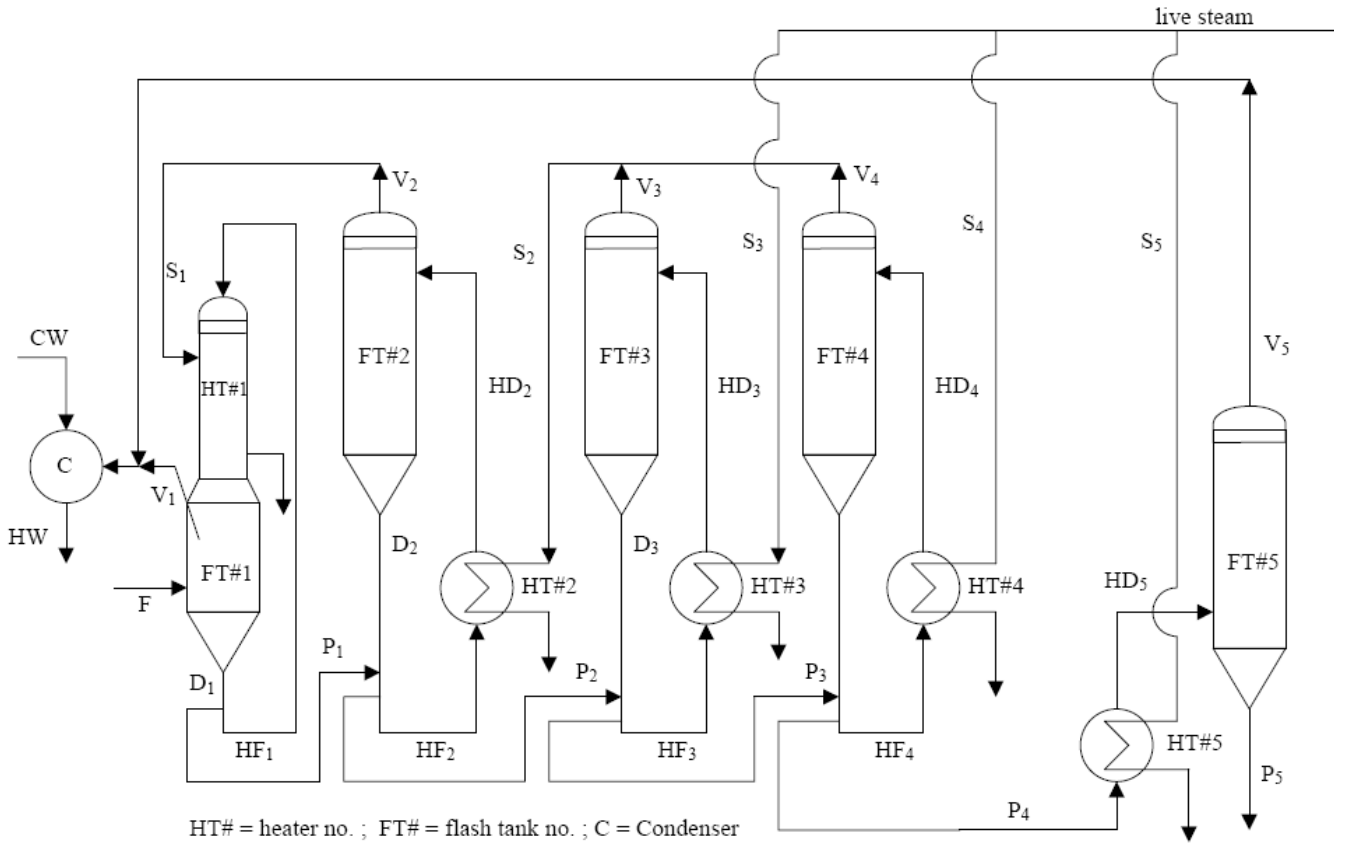 live steam
V₂
V₃
V₄
S₁
S₂
S₃
S₄
S₅
CW
FT#2
FT#3
FT#4
V₅
HT#1
HD₂
HD₃
HD₄
C
V₁
HW
D₂
D₃
FT#1
HT#2
HT#3
HT#4
HD₅
FT#5
F
P₁
P₂
P₃
D₁
HF₁
HF₂
HF₃
HF₄
HT#5
P₅
P₄
HT# = heater no. ; FT# = flash tank no. ; C = Condenser